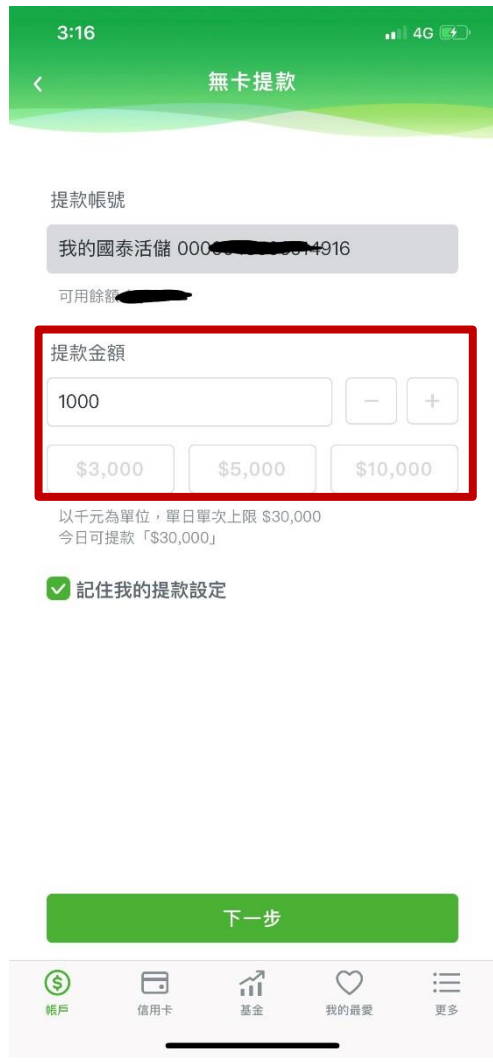 3:16 4G
無卡提款
提款帳號
我的國泰活儲 000 4916
可用餘額
提款金額
1000
$3,000 $5,000 $10,000
以千元為單位，單日單次上限 $30,000
今日可提款「$30,000」
記住我的提款設定
下一步
帳戶 信用卡 基金 我的最愛 更多